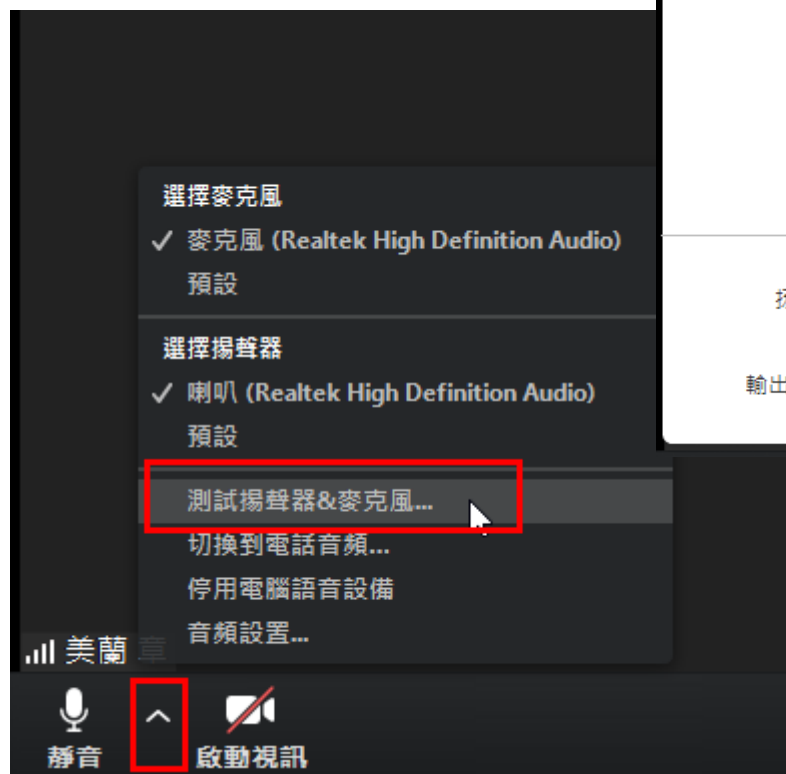 選擇麥克風
麥克風 (Realtek High Definition Audio)
預設
選擇揚聲器
喇叭 (Realtek High Definition Audio)
預設
測試揚聲器&麥克風...
切換到電話音頻...
停用電腦語音設備
音頻設置...
美蘭 章
靜音
啟動視訊
輸出